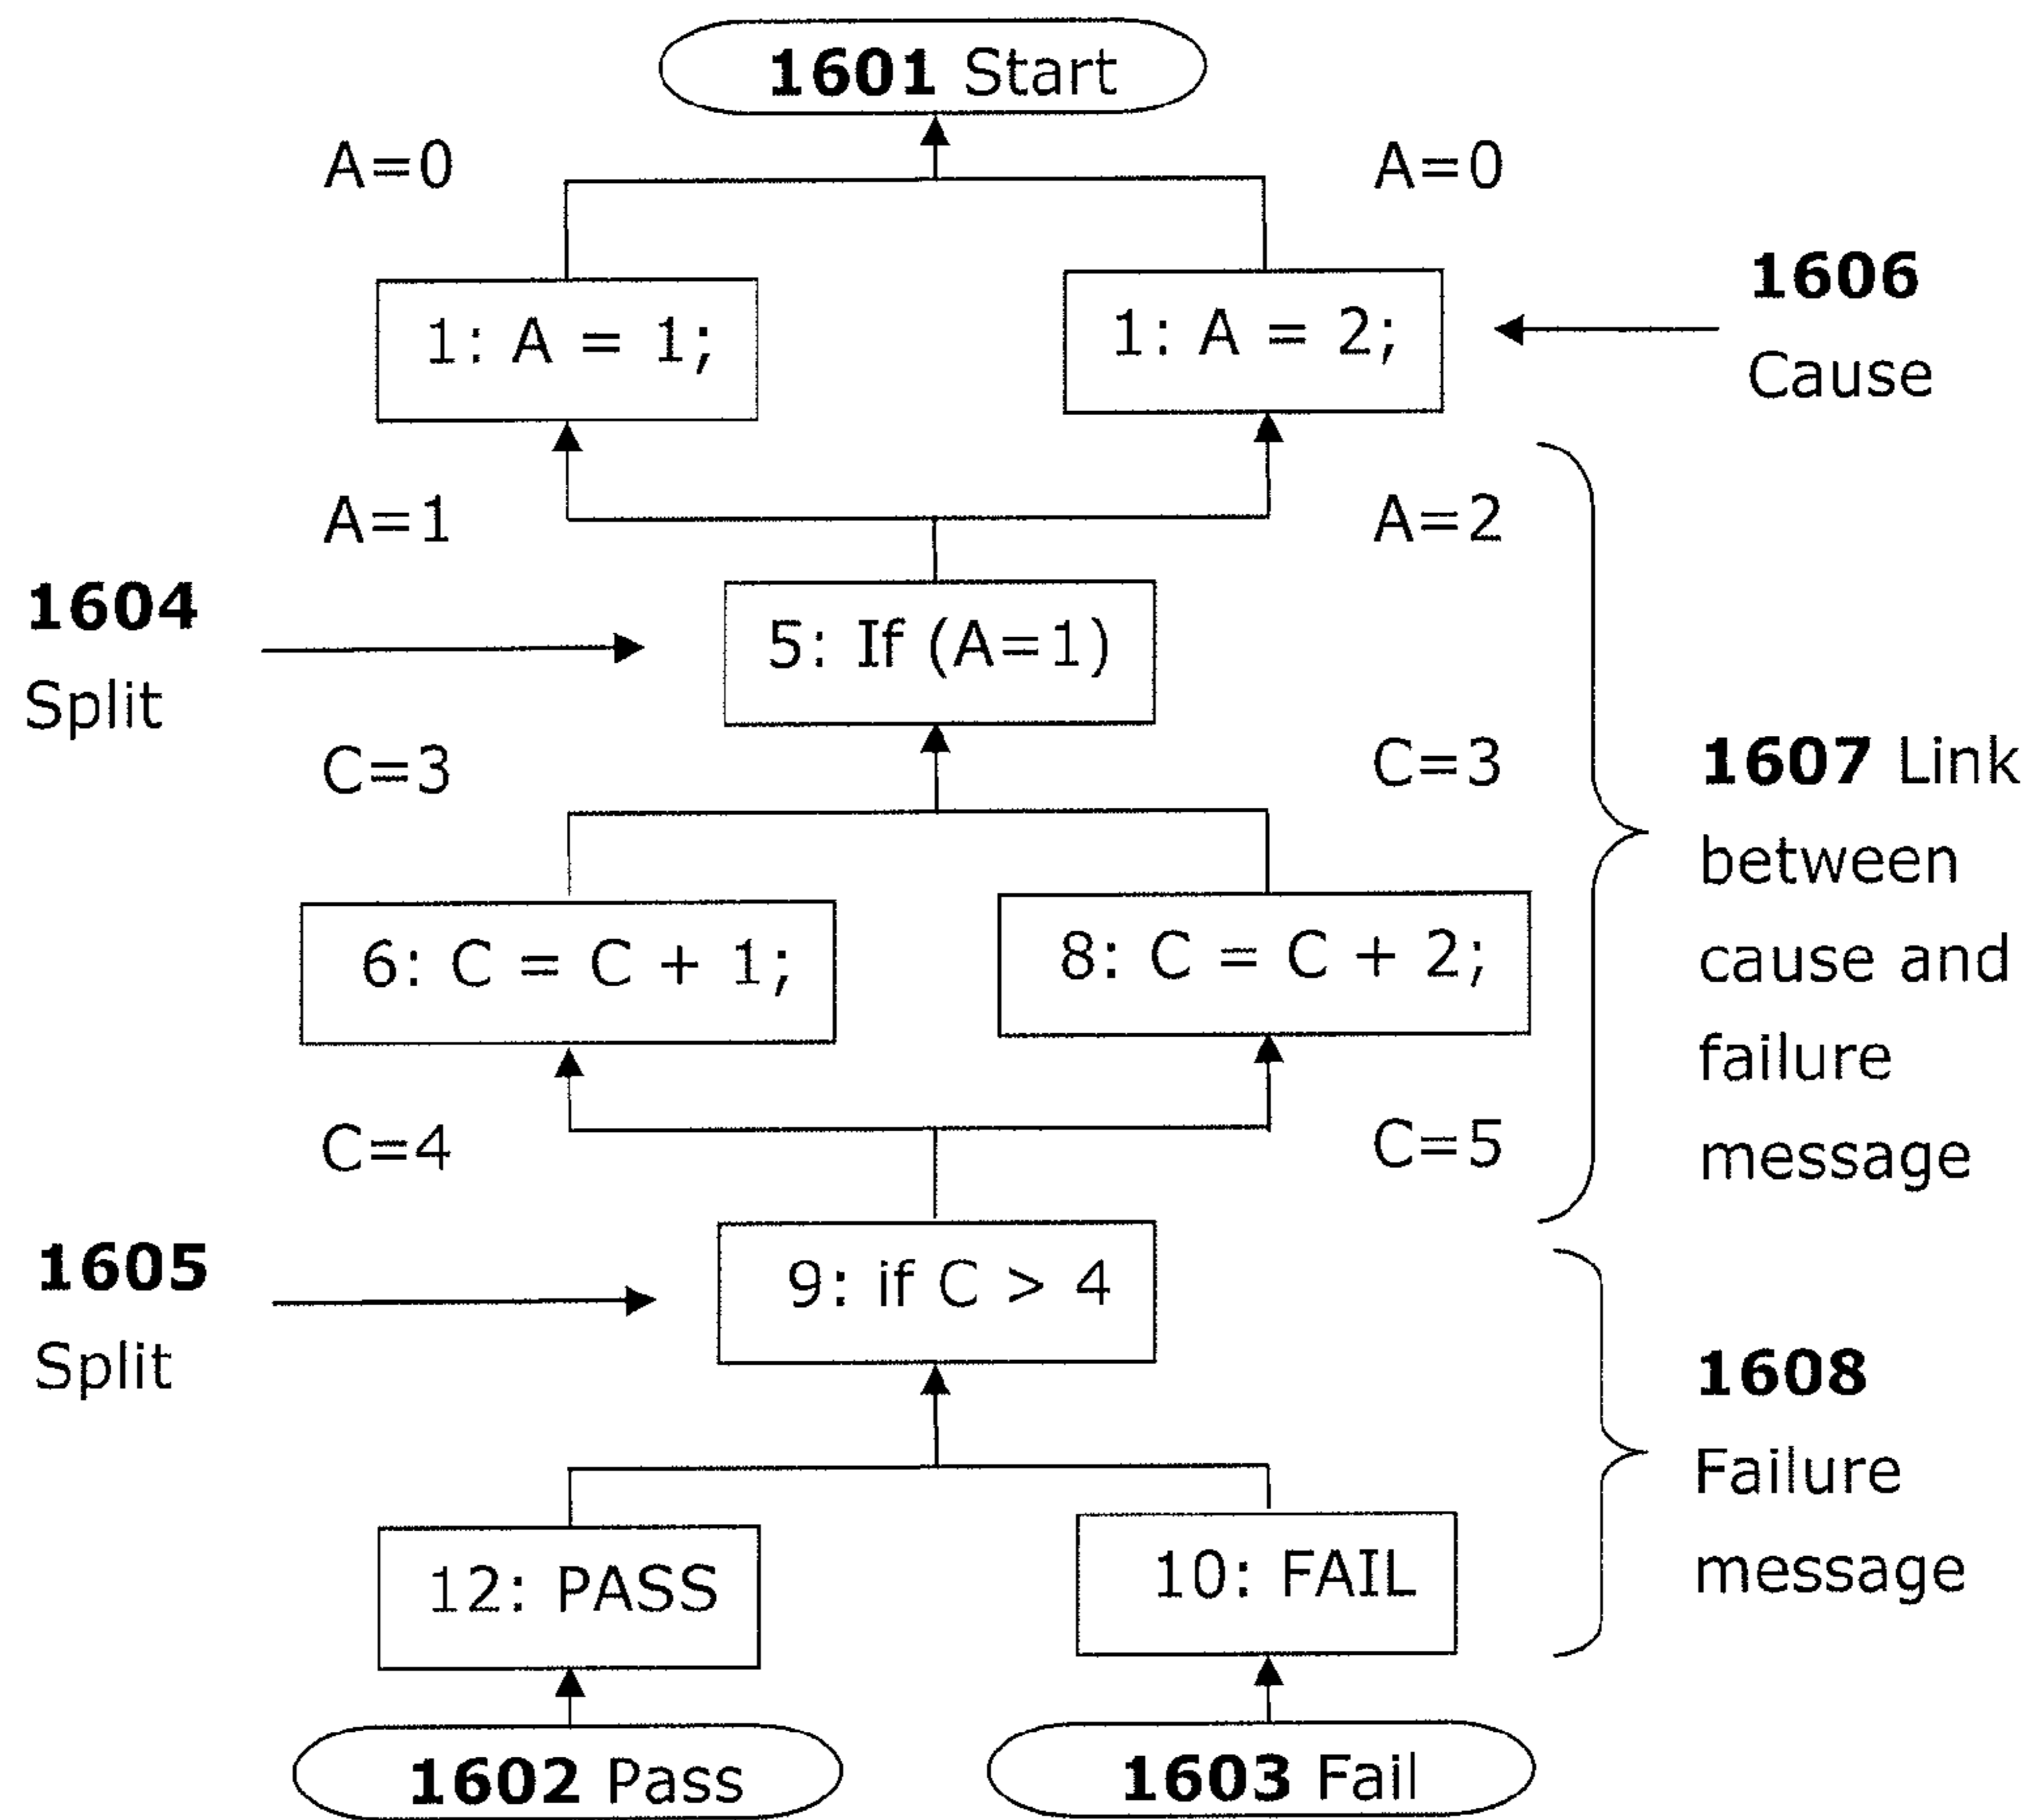 1601 Start
A=0
A=0
1: A = 1;
1: A = 2;
1606
Cause
A=1
A=2
1604
Split
5: If (A=1)
C=3
C=3
1607 Link
between
cause and
failure
message
6: C = C + 1;
8: C = C + 2;
C=4
C=5
1605
Split
9: if C > 4
1608
Failure
message
12: PASS
10: FAIL
1602 Pass
1603 Fail